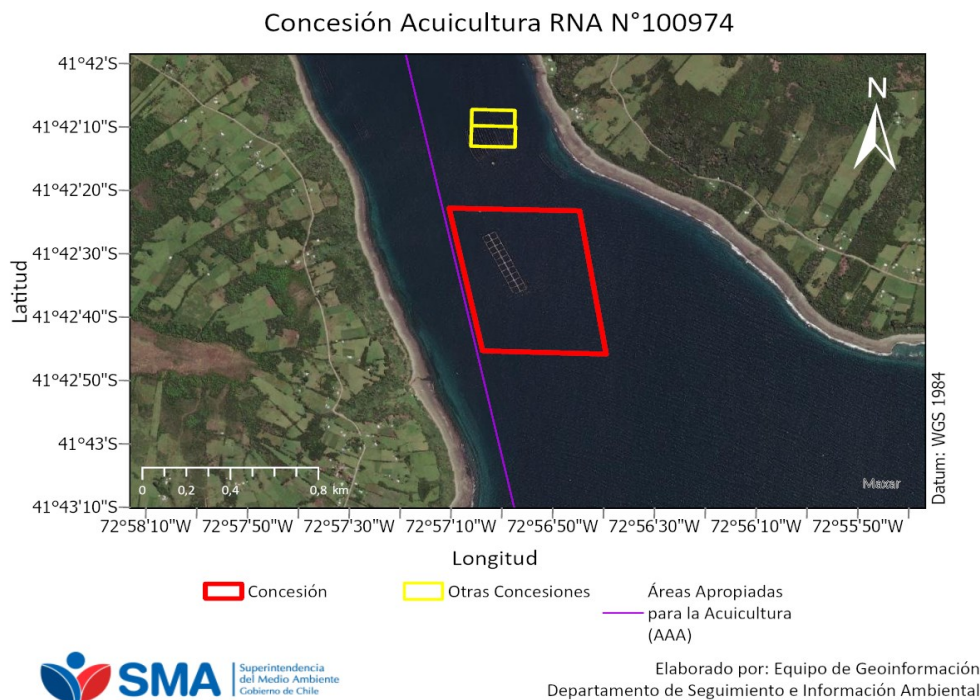 Concesión Acuicultura RNA N°100974
41°42'S
41°42'10"S
41°42'20"S
41°42'30"S
41°42'40"S
41°42'50"S
41°43'S
41°43'10"S
Latitud
N
0 0,2 0,4 0,8 km
Maxar
Datum: WGS 1984
72°58'10"W 72°57'50"W 72°57'30"W 72°57'10"W 72°56'50"W 72°56'30"W 72°56'10"W 72°55'50"W
Longitud
Concesión
Otras Concesiones
Áreas Apropiadas
para la Acuicultura
(AAA)
SMA
Superintendencia
del Medio Ambiente
Gobierno de Chile
Elaborado por: Equipo de Geoinformación
Departamento de Seguimiento e Información Ambiental